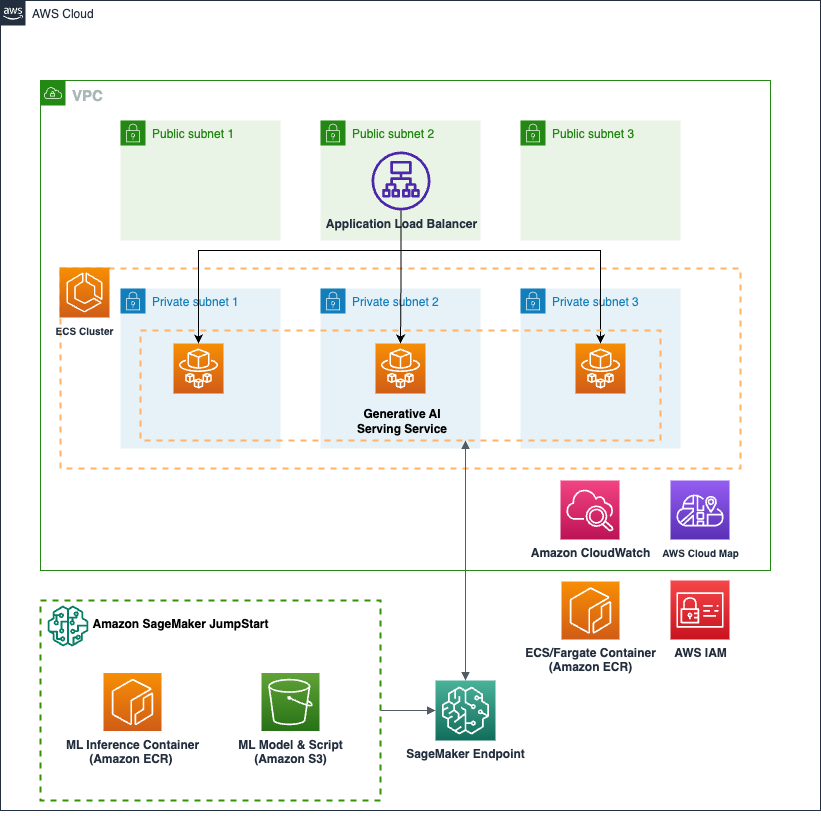 aws
AWS Cloud
VPC
Public subnet 1
Public subnet 2
Public subnet 3
Application Load Balancer
ECS Cluster
Private subnet 1
Private subnet 2
Private subnet 3
Generative AI
Serving Service
Amazon CloudWatch
AWS Cloud Map
Amazon SageMaker JumpStart
ECS/Fargate Container
(Amazon ECR)
AWS IAM
ML Inference Container
(Amazon ECR)
ML Model & Script
(Amazon S3)
SageMaker Endpoint